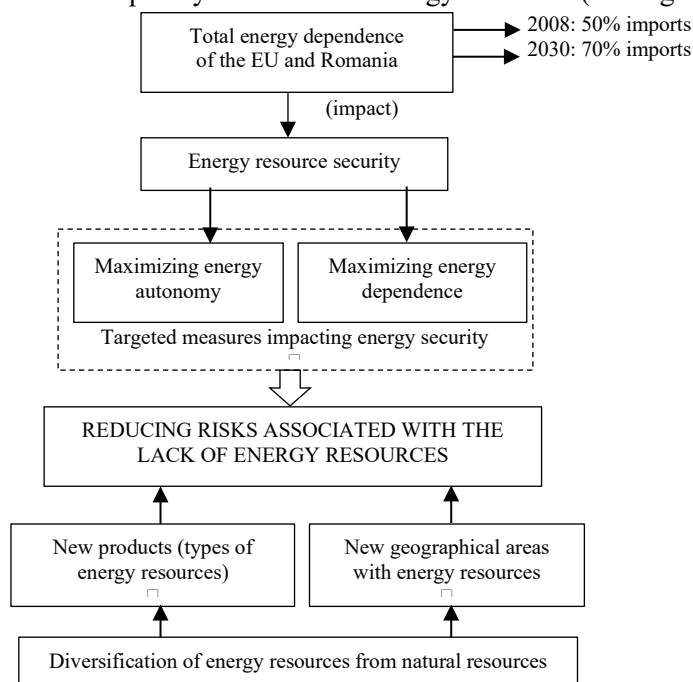 Total energy dependence
of the EU and Romania
2008: 50% imports
2030: 70% imports
(impact)
Energy resource security
Maximizing energy
autonomy
Maximizing energy
dependence
Targeted measures impacting energy security
REDUCING RISKS ASSOCIATED WITH THE
LACK OF ENERGY RESOURCES
New products (types of
energy resources)
New geographical areas
with energy resources
Diversification of energy resources from natural resources